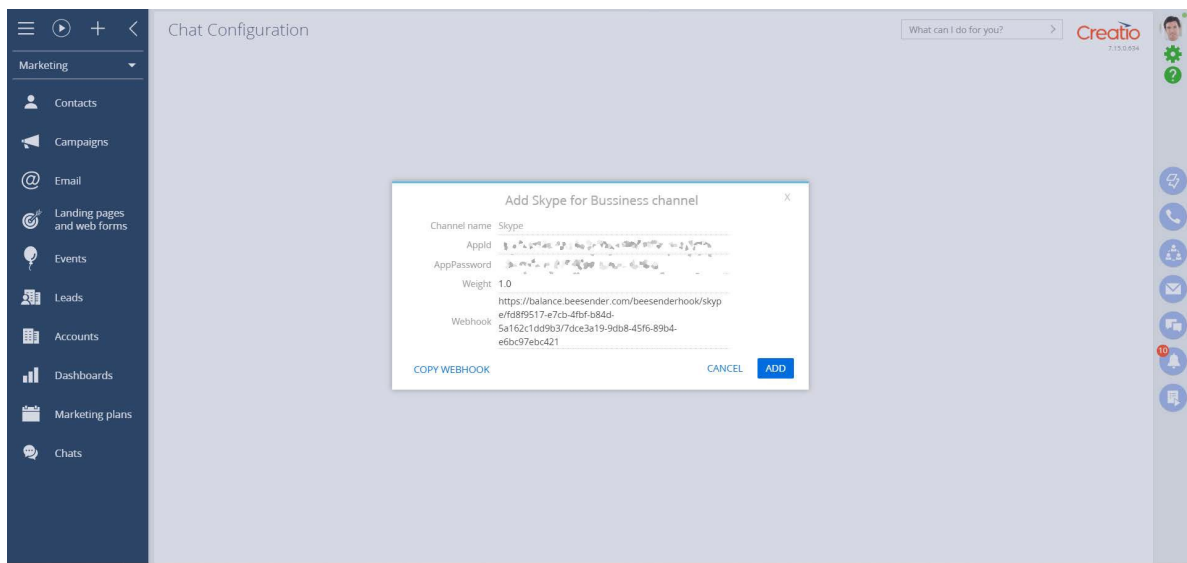 Chat Configuration
What can I do for you?
Creatio
7.15.0.634
Marketing
Contacts
Campaigns
Email
Landing pages
and web forms
Events
Leads
Accounts
Dashboards
Marketing plans
Chats
Add Skype for Bussiness channel
X
Channel name Skype
AppId
AppPassword
Weight 1.0
Webhook
https://balance.beesender.com/beesenderhook/skyp
e/fd8f9517-e7cb-4fbf-b84d-
5a162c1dd9b3/7dce3a19-9db8-45f6-89b4-
e6bc97ebc421
COPY WEBHOOK
CANCEL
ADD
10